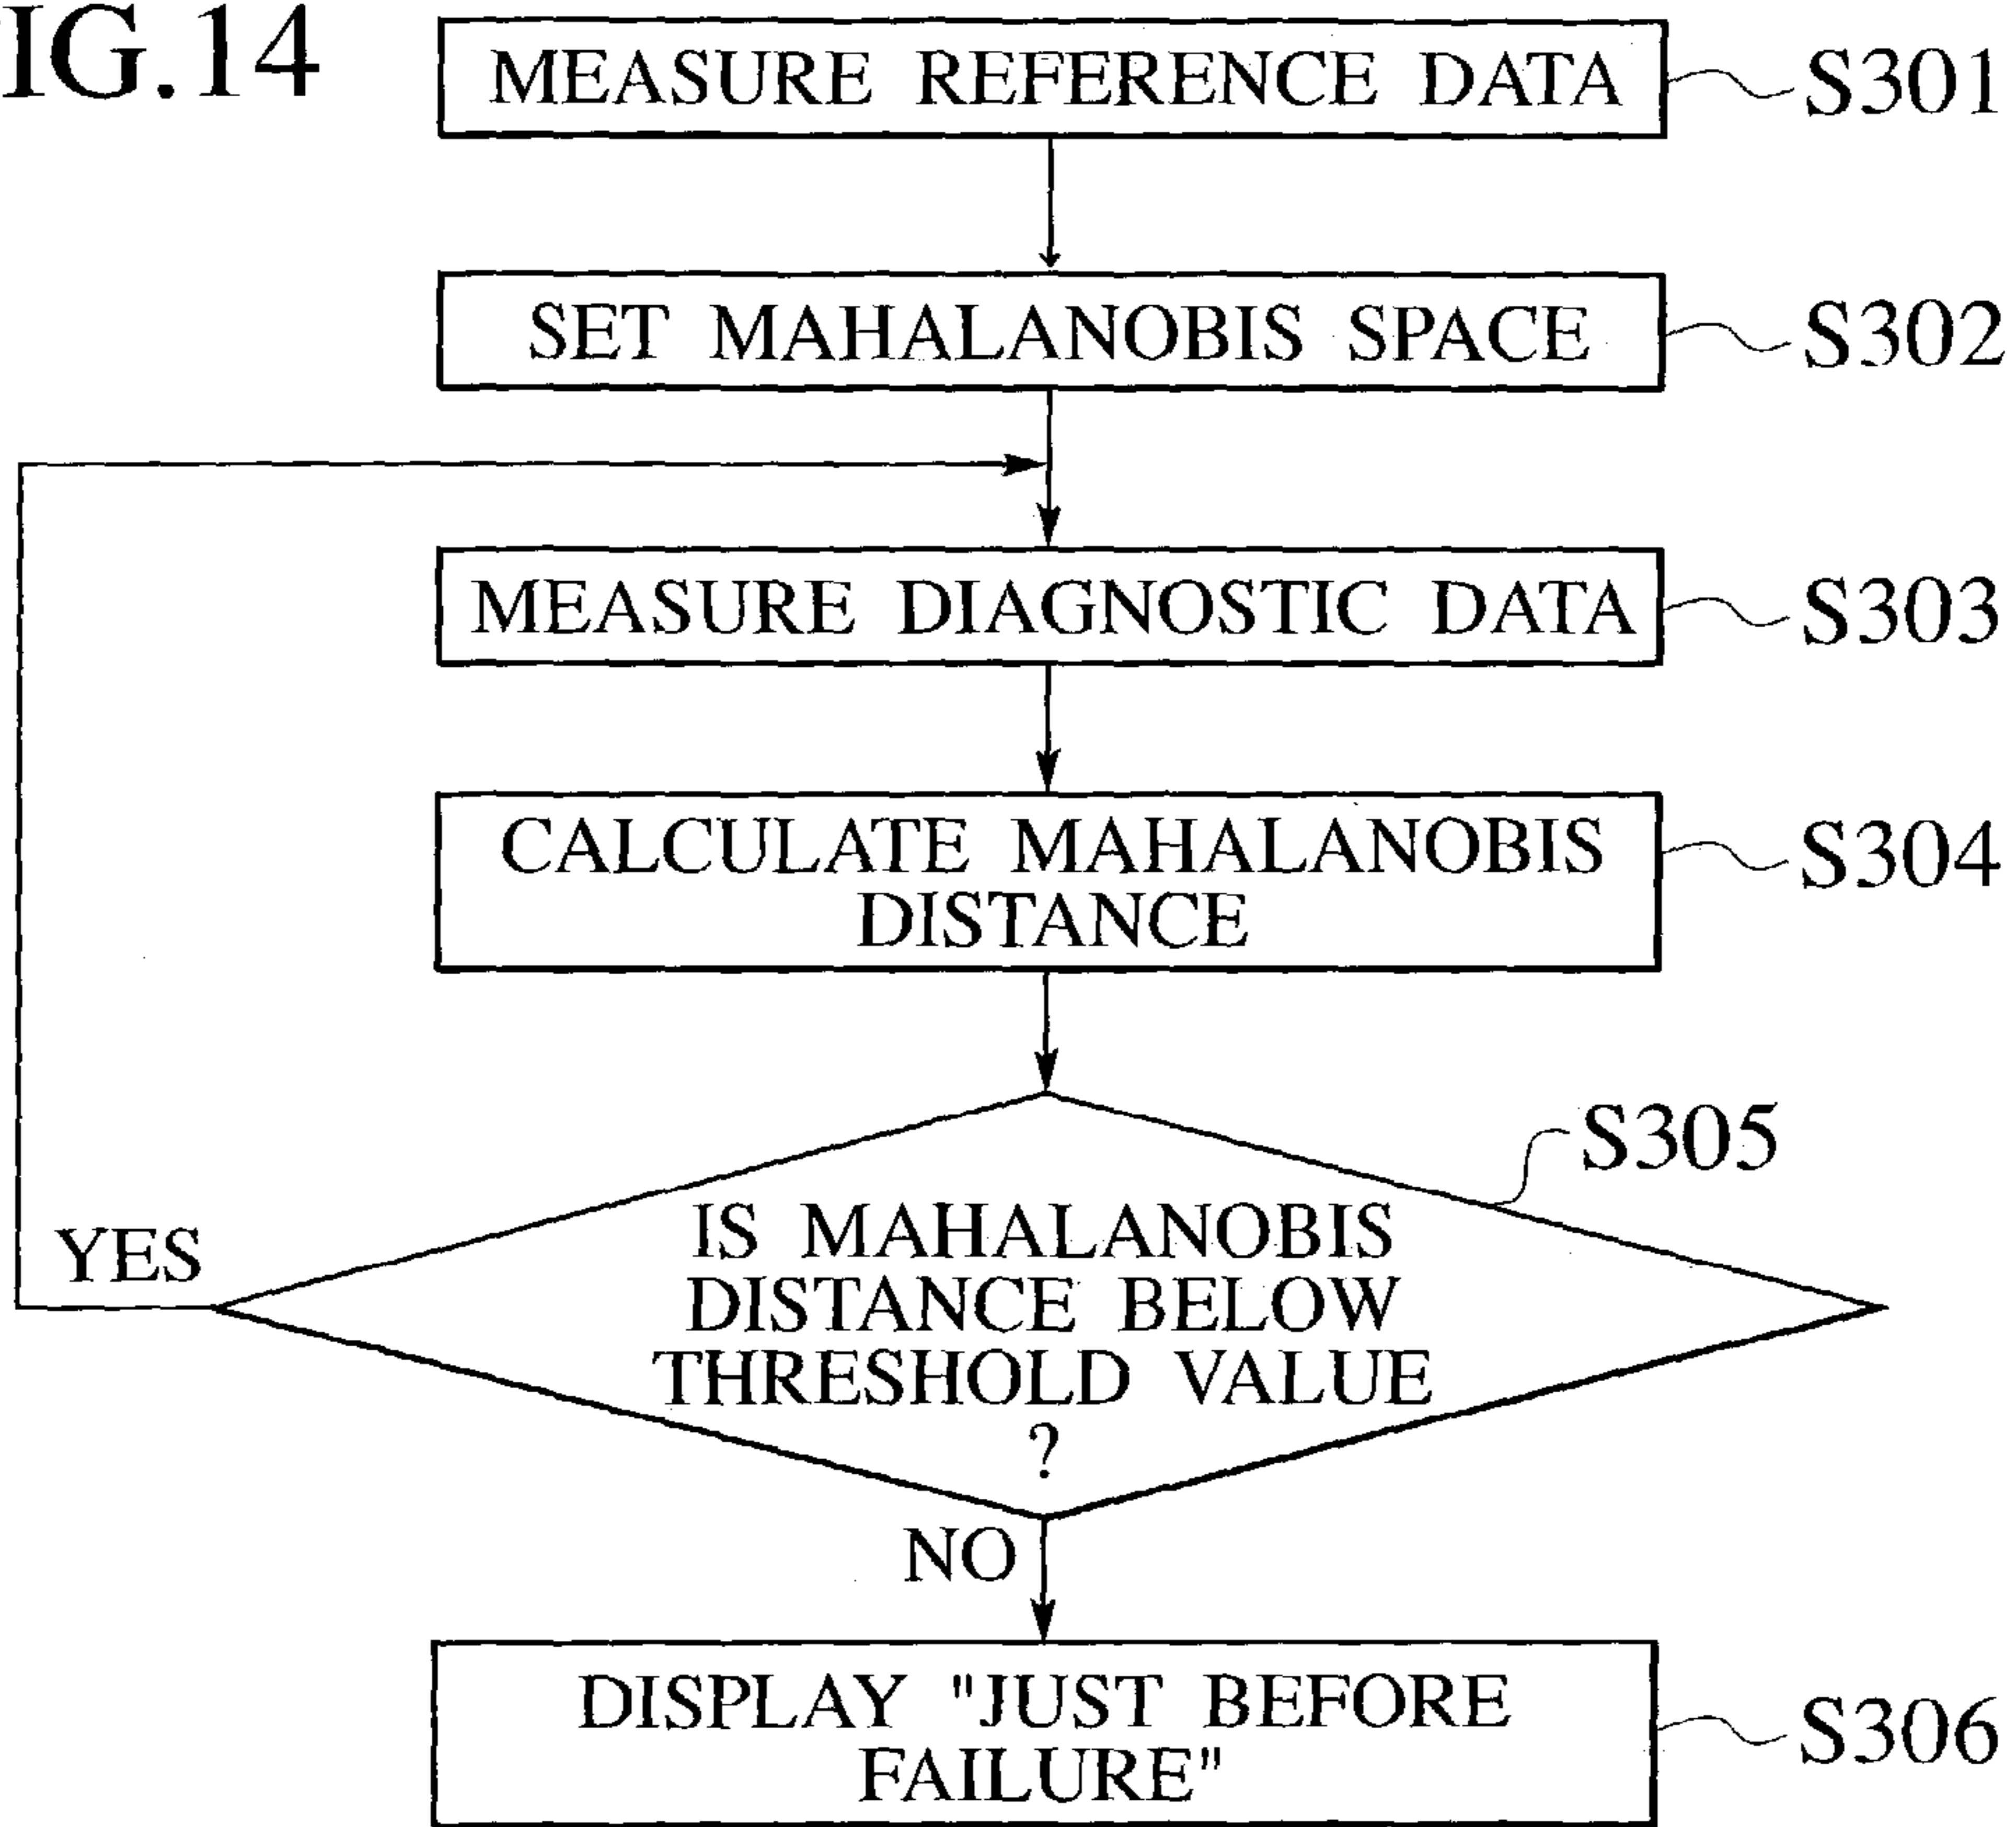 IG.14
MEASURE REFERENCE DATA
S301
SET MAHALANOBIS SPACE
S302
MEASURE DIAGNOSTIC DATA
S303
CALCULATE MAHALANOBIS
DISTANCE
S304
S305
IS MAHALANOBIS
DISTANCE BELOW
THRESHOLD VALUE
?
YES
NO
DISPLAY "JUST BEFORE
FAILURE"
S306